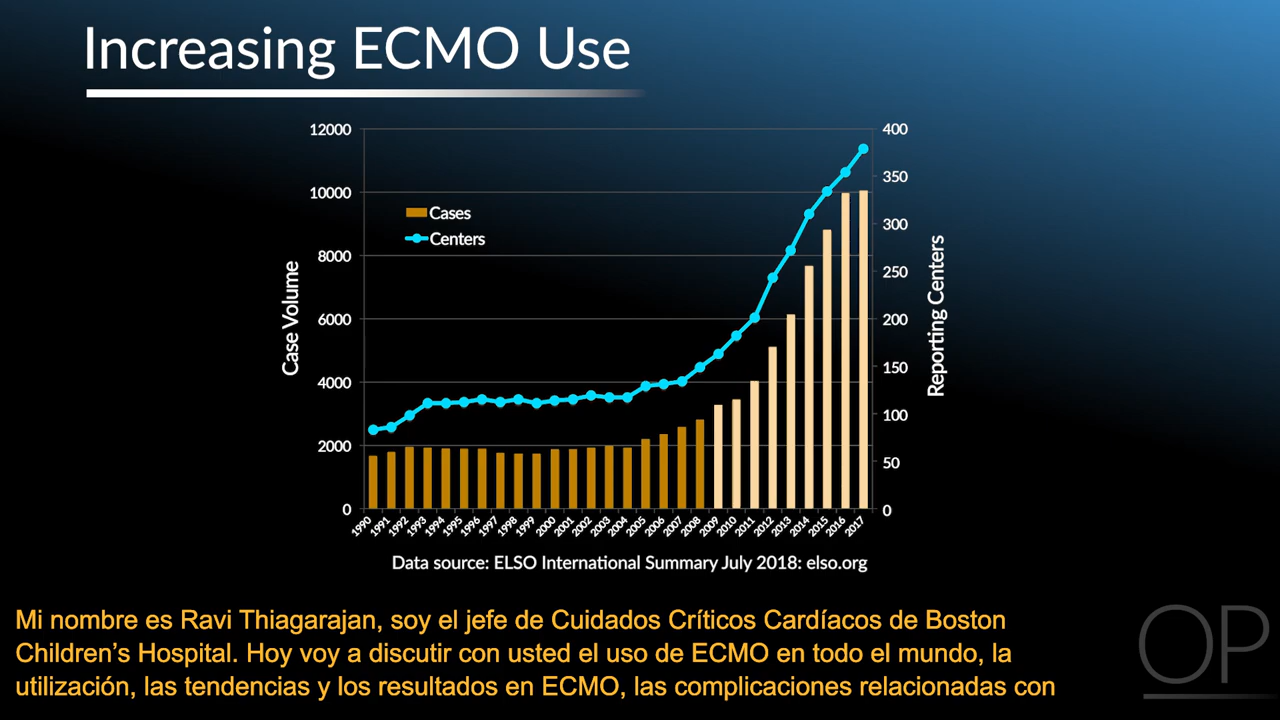 Increasing ECMO Use
12000
10000
8000
6000
4000
2000
0
Case Volume
Cases
Centers
400
350
300
250
200
150
100
50
0
Reporting Centers
1990 1991 1992 1993 1994 1995 1996 1997 1998 1999 2000 2001 2002 2003 2004 2005 2006 2007 2008 2009 2010 2011 2012 2013 2014 2015 2016 2017
Data source: ELSO International Summary July 2018: elso.org
Mi nombre es Ravi Thiagarajan, soy el jefe de Cuidados Críticos Cardíacos de Boston
Children’s Hospital. Hoy voy a discutir con usted el uso de ECMO en todo el mundo, la
utilización, las tendencias y los resultados en ECMO, las complicaciones relacionadas con
OP